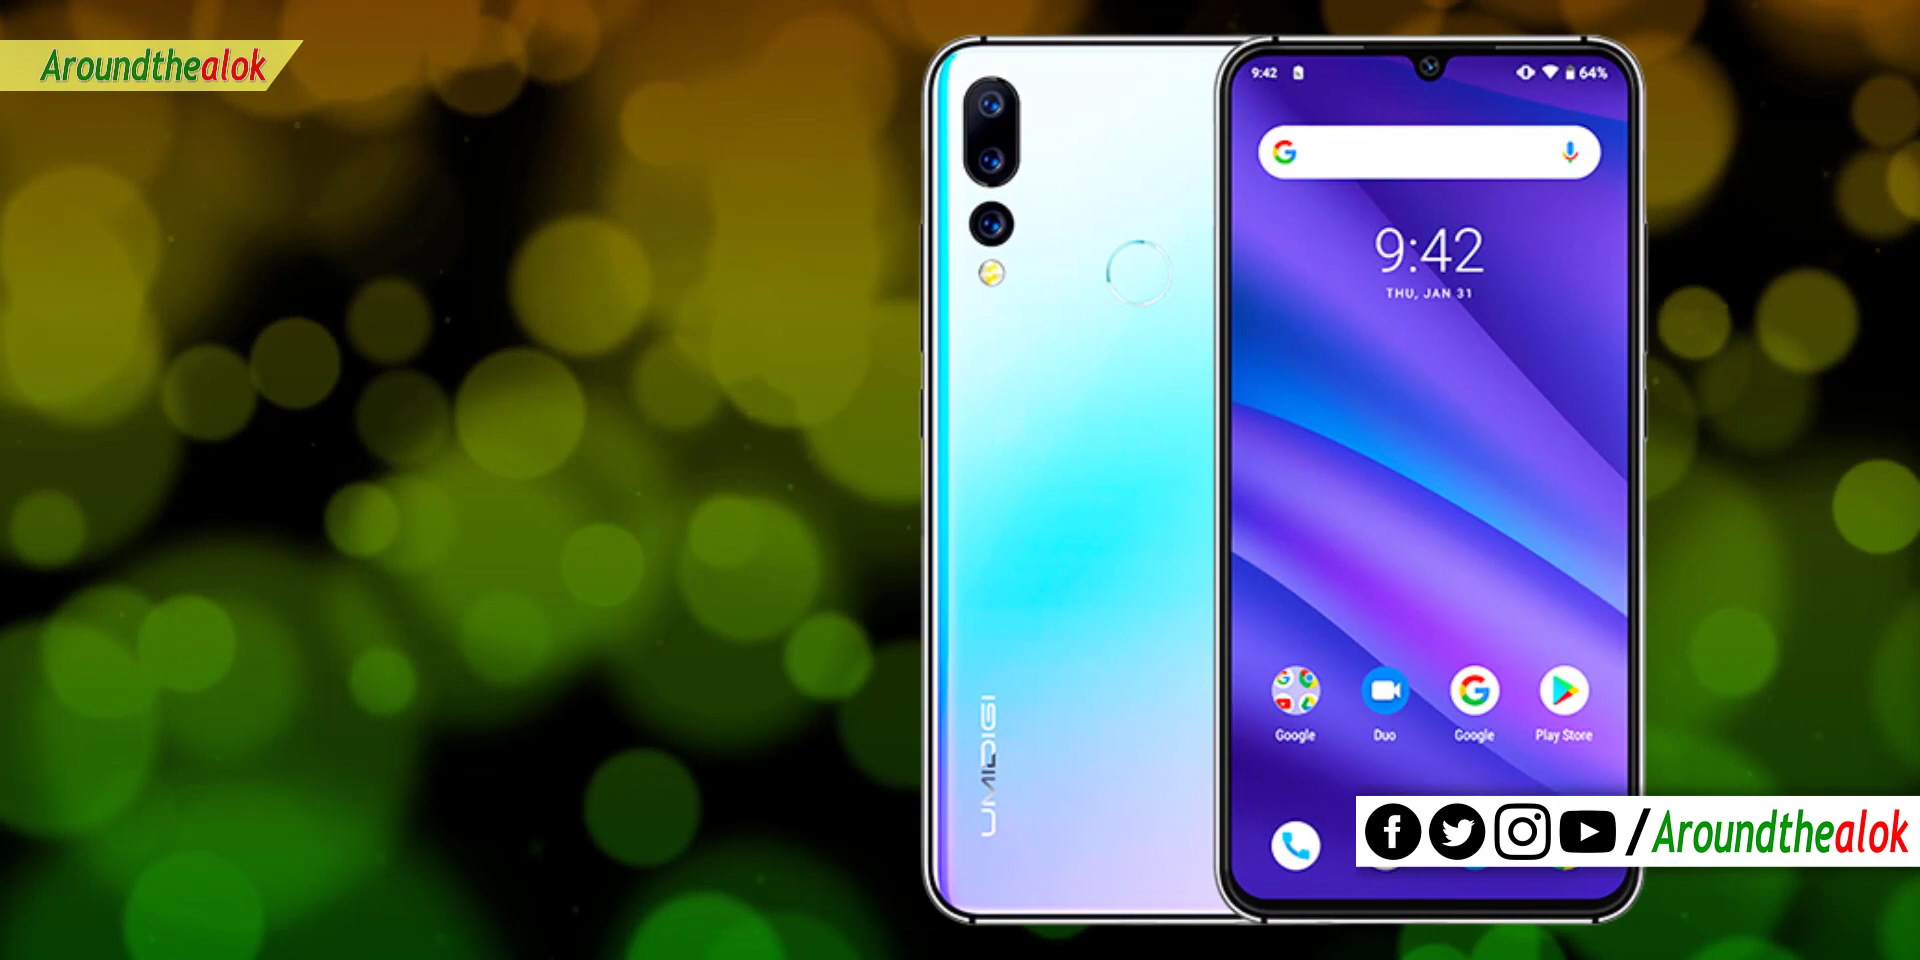 Aroundthealok
9:42
64%
9:42
THU, JAN 31
Google
Duo
Google
Play Store
UMIDIGI
/Aroundthealok